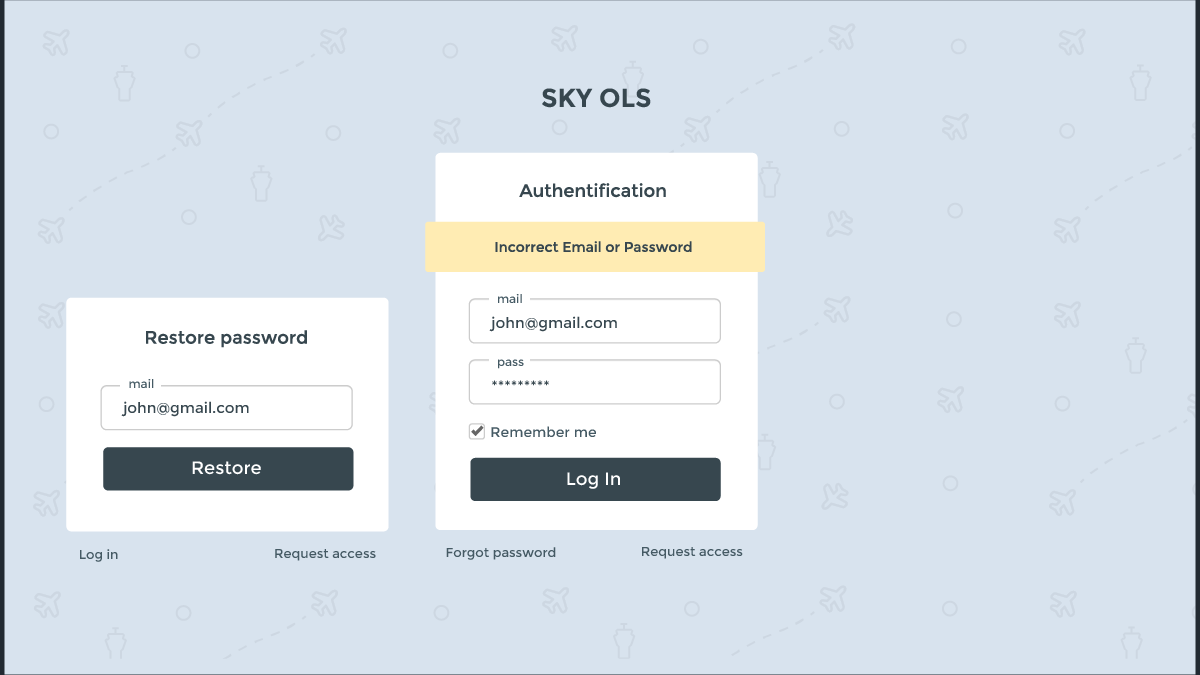 SKY OLS
Restore password
mail
john@gmail.com
Restore
Log in
Request access
Authentification
Incorrect Email or Password
mail
john@gmail.com
pass
*********
Remember me
Log In
Forgot password
Request access